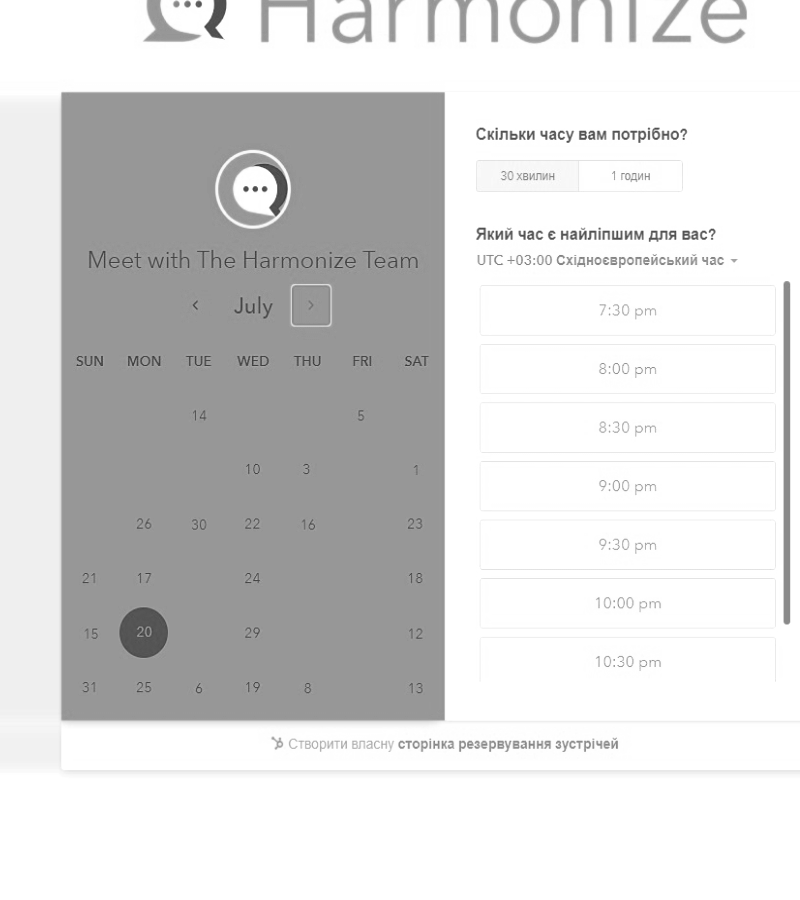 Harmonize
Скільки часу вам потрібно?
30 хвилин 1 годин
Який час є найліпшим для вас?
UTC +03:00 Східноєвропейський час
Meet with The Harmonize Team
July
SUN MON TUE WED THU FRI SAT
14 5
10 3 1
26 30 22 16 23
21 17 24 18
15 20 29 12
31 25 6 19 8 13
7:30 pm
8:00 pm
8:30 pm
9:00 pm
9:30 pm
10:00 pm
10:30 pm
Створити власну сторінка резервування зустрічей